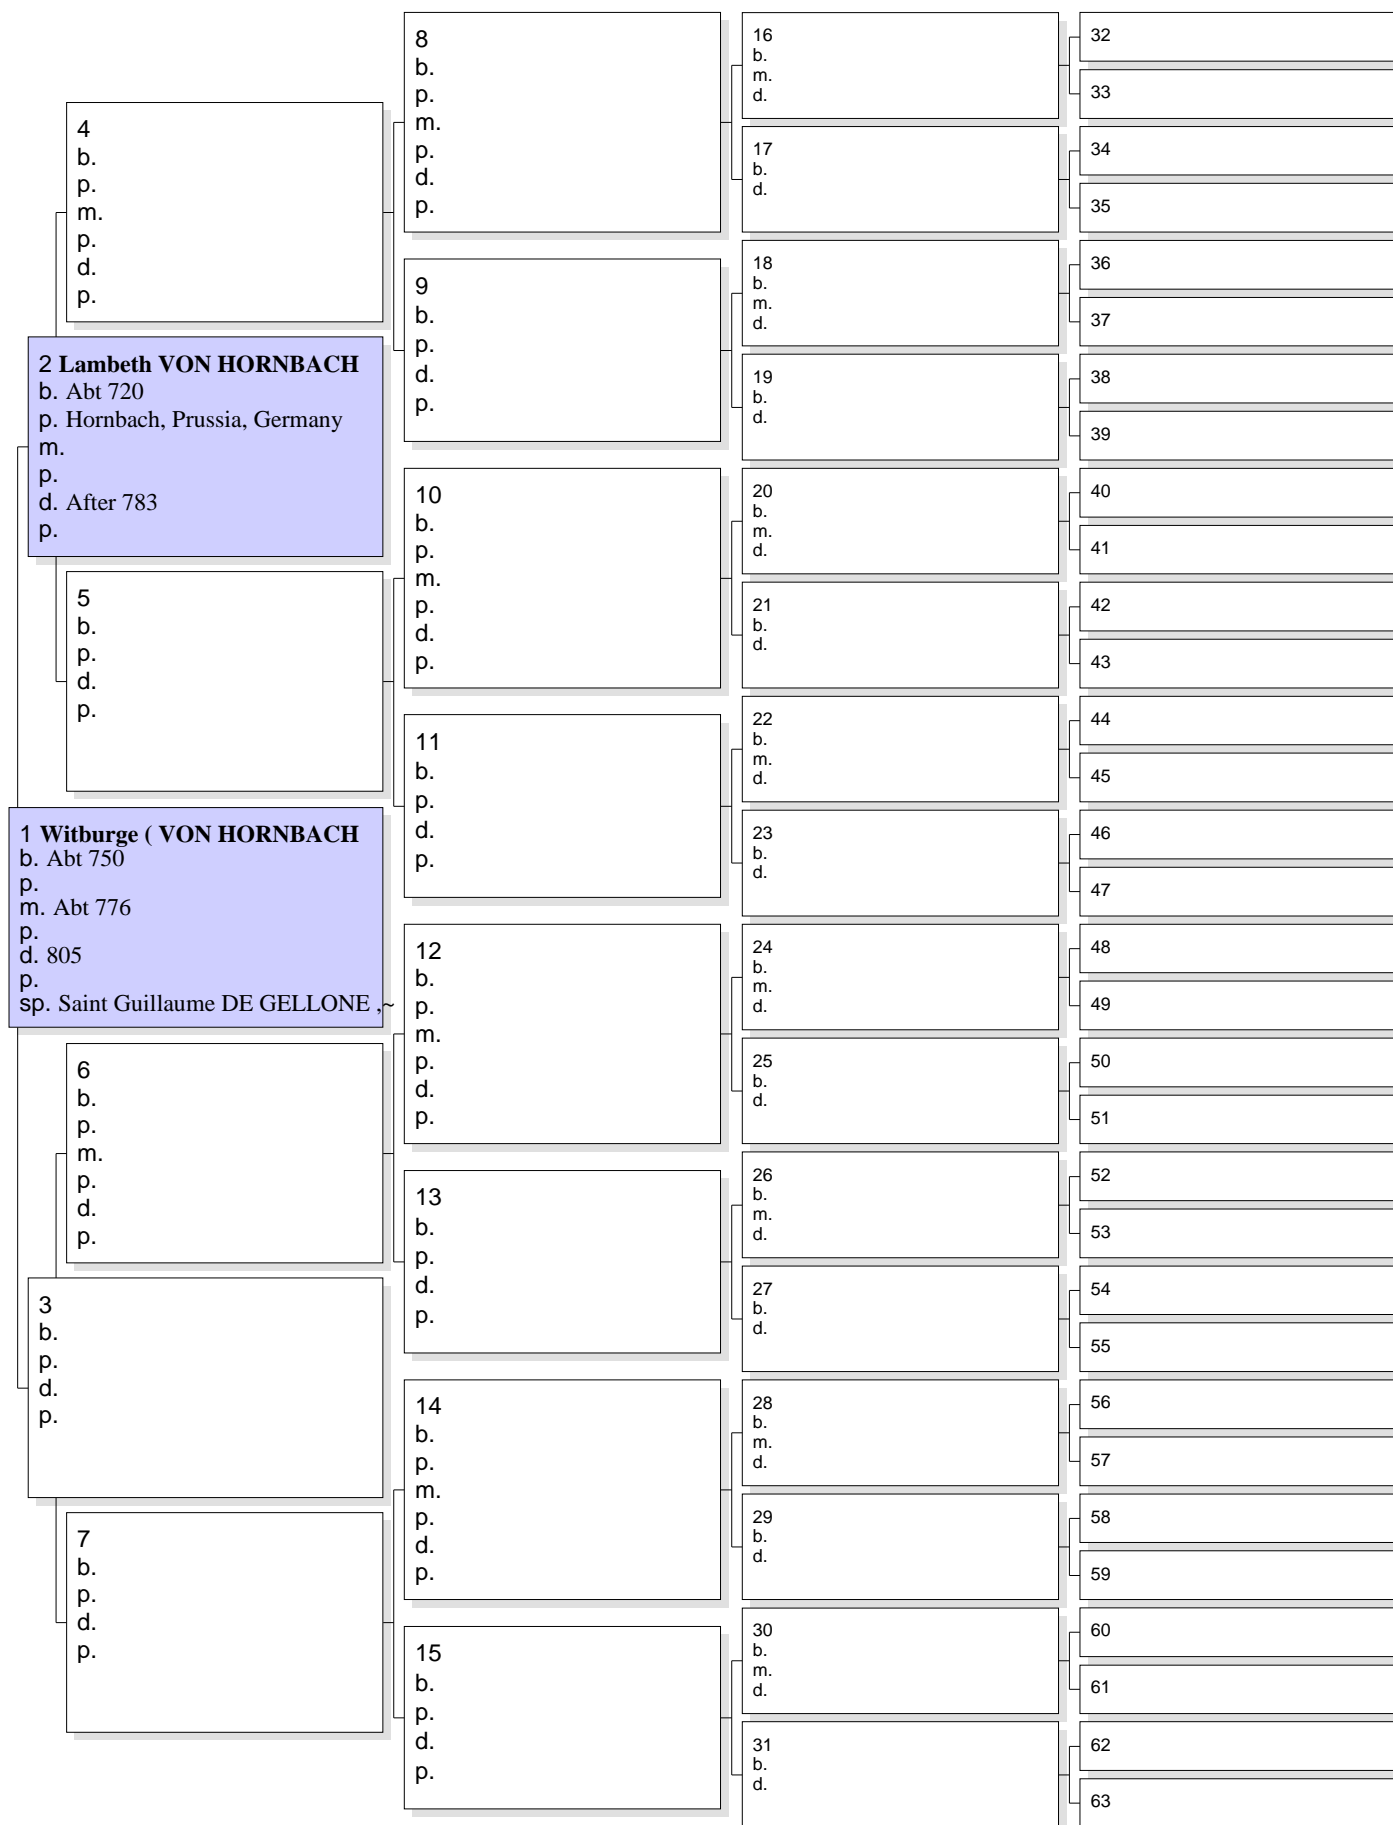 4
b.
p.
m.
p.
d.
p.
2 Lambeth VON HORNBACH
b. Abt 720
p. Hornbach, Prussia, Germany
m.
p.
d. After 783
p.
5
b.
p.
d.
p.
1 Witburge ( VON HORNBACH
b. Abt 750
p.
m. Abt 776
p.
d. 805
p.
sp. Saint Guillaume DE GELLONE ,~
6
b.
p.
m.
p.
d.
p.
3
b.
p.
d.
p.
7
b.
p.
d.
p.
8
b.
p.
m.
p.
d.
p.
9
b.
p.
d.
p.
10
b.
p.
m.
p.
d.
p.
11
b.
p.
d.
p.
12
b.
p.
m.
p.
d.
p.
13
b.
p.
d.
p.
14
b.
p.
m.
p.
d.
p.
15
b.
p.
d.
p.
16
b.
m.
d.
17
b.
d.
18
b.
m.
d.
19
b.
d.
20
b.
m.
d.
21
b.
d.
22
b.
m.
d.
23
b.
d.
24
b.
m.
d.
25
b.
d.
26
b.
m.
d.
27
b.
d.
28
b.
m.
d.
29
b.
d.
30
b.
m.
d.
31
b.
d.
32
33
34
35
36
37
38
39
40
41
42
43
44
45
46
47
48
49
50
51
52
53
54
55
56
57
58
59
60
61
62
63